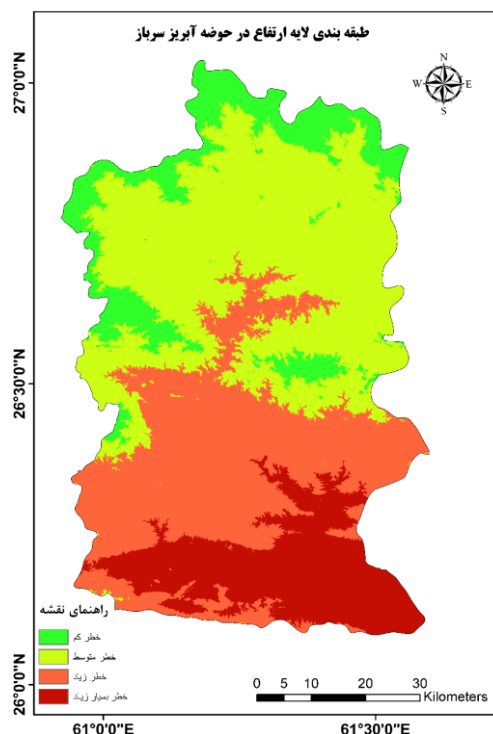 طبقه بندی لایه ارتفاع در حوضه آبریز سرباز
N
W E
S
27°0'0"N
26°30'0"N
26°0'0"N
راهنمای نقشه
خطر کم
خطر متوسط
خطر زیاد
خطر بسیار زیاد
0 5 10 20 30
Kilometers
61°0'0"E 61°30'0"E